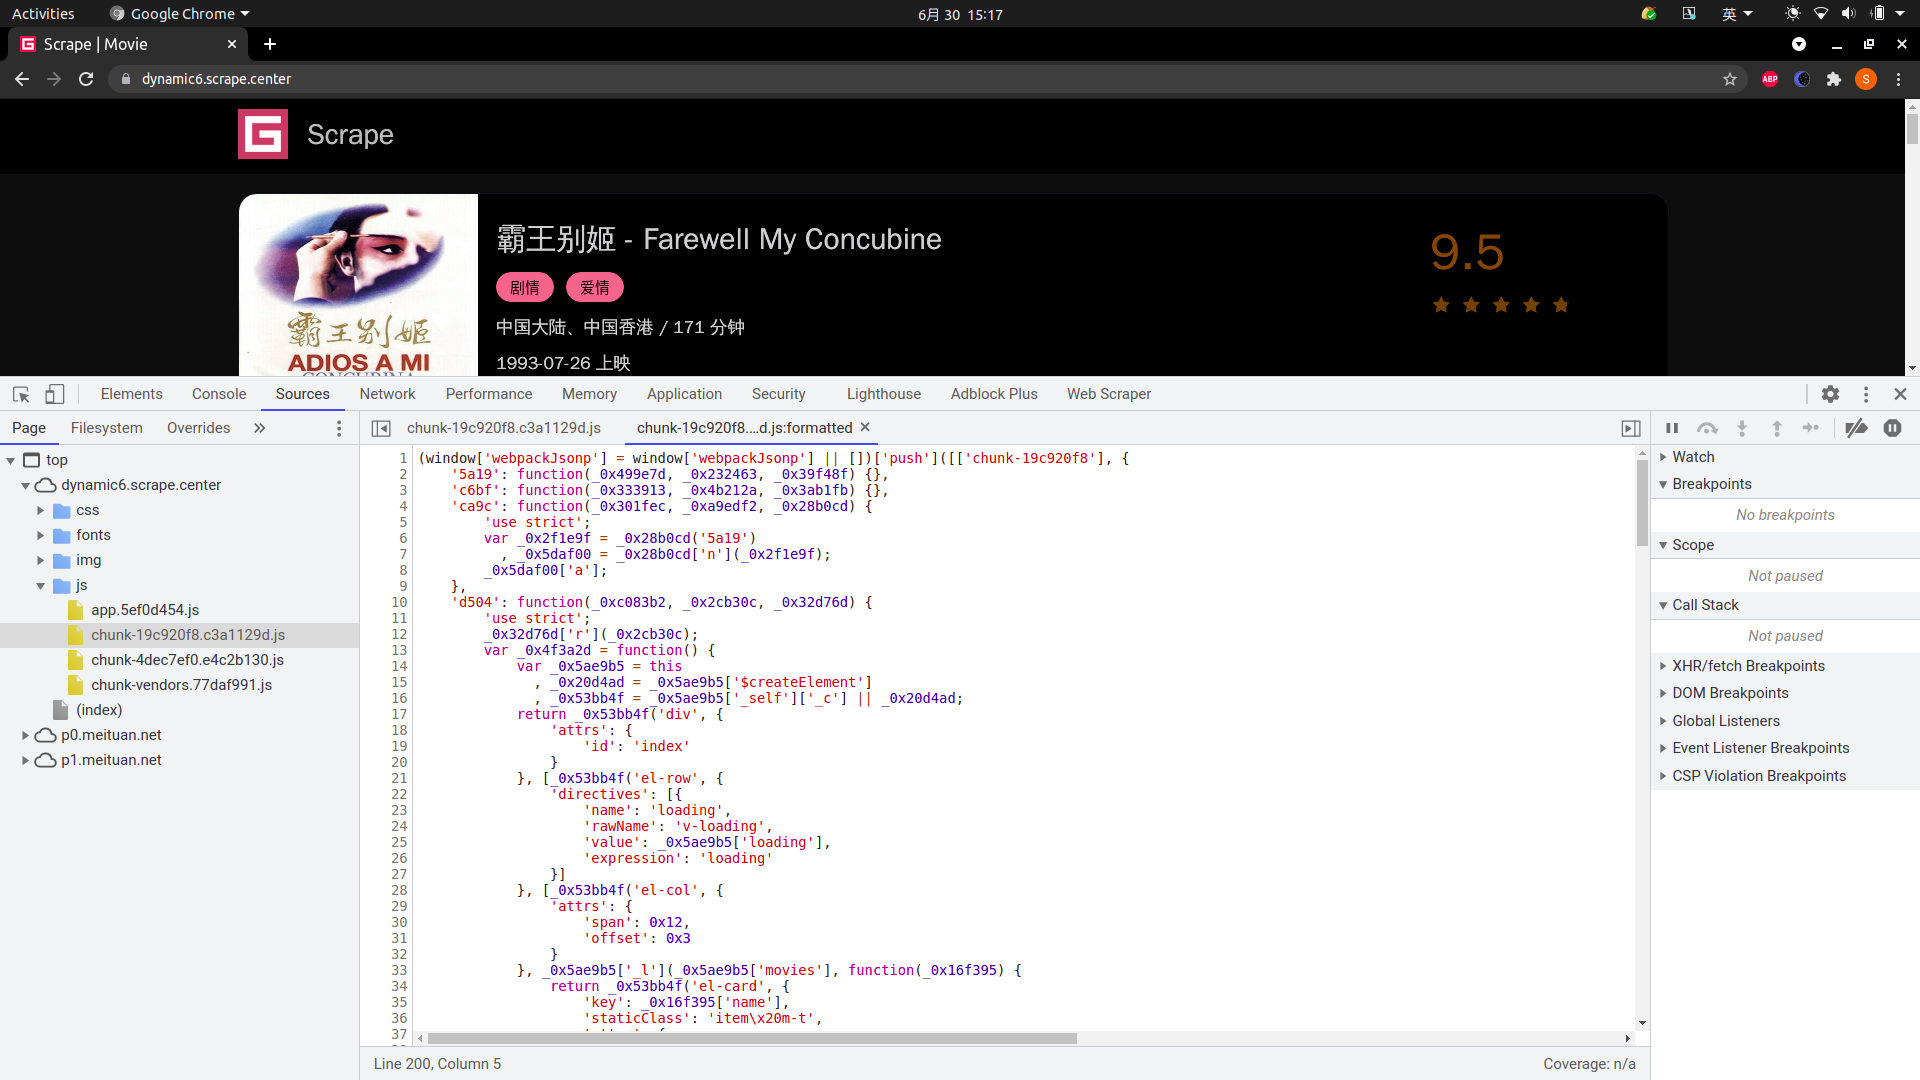 Activities Google Chrome 6月 30 15:17 英
Scrape | Movie
dynamic6.scrape.center ABP S
Scrape
霸王别姬 - Farewell My Concubine 9.5
剧情 爱情
中国大陆、中国香港 / 171 分钟
1993-07-26 上映
霸王别姬
ADIOS A MI
CONCUBINA
Elements Console Sources Network Performance Memory Application Security Lighthouse Adblock Plus Web Scraper
Page Filesystem Overrides »
top
dynamic6.scrape.center
css
fonts
img
js
app.5ef0d454.js
chunk-19c920f8.c3a1129d.js
chunk-4dec7ef0.e4c2b130.js
chunk-vendors.77daf991.js
(index)
p0.meituan.net
p1.meituan.net
chunk-19c920f8.c3a1129d.js chunk-19c920f8.…d.js:formatted
1 (window['webpackJsonp'] = window['webpackJsonp'] || [])['push']([['chunk-19c920f8'], {
2 '5a19': function(_0x499e7d, _0x232463, _0x39f48f) {},
3 'c6bf': function(_0x333913, _0x4b212a, _0x3ab1fb) {},
4 'ca9c': function(_0x301fec, _0xa9edf2, _0x28b0cd) {
5 'use strict';
6 var _0x2f1e9f = _0x28b0cd('5a19')
7 , _0x5daf00 = _0x28b0cd['n'](_0x2f1e9f);
8 _0x5daf00['a'];
9 },
10 'd504': function(_0xc083b2, _0x2cb30c, _0x32d76d) {
11 'use strict';
12 _0x32d76d['r'](_0x2cb30c);
13 var _0x4f3a2d = function() {
14 var _0x5ae9b5 = this
15 , _0x20d4ad = _0x5ae9b5['$createElement']
16 , _0x53bb4f = _0x5ae9b5['_self']['_c'] || _0x20d4ad;
17 return _0x53bb4f('div', {
18 'attrs': {
19 'id': 'index'
20 }
21 }, [_0x53bb4f('el-row', {
22 'directives': [{
23 'name': 'loading',
24 'rawName': 'v-loading',
25 'value': _0x5ae9b5['loading'],
26 'expression': 'loading'
27 }]
28 }, [_0x53bb4f('el-col', {
29 'attrs': {
30 'span': 0x12,
31 'offset': 0x3
32 }
33 }, _0x5ae9b5['_l'](_0x5ae9b5['movies'], function(_0x16f395) {
34 return _0x53bb4f('el-card', {
35 'key': _0x16f395['name'],
36 'staticClass': 'item\x20m-t',
37
Line 200, Column 5 Coverage: n/a
Watch
Breakpoints
No breakpoints
Scope
Not paused
Call Stack
Not paused
XHR/fetch Breakpoints
DOM Breakpoints
Global Listeners
Event Listener Breakpoints
CSP Violation Breakpoints